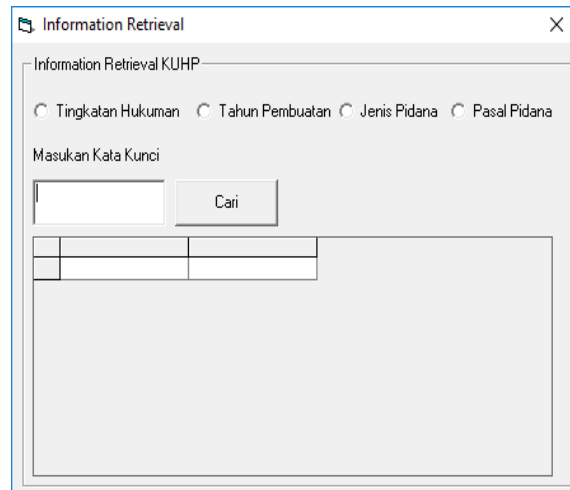 Information Retrieval
Information Retrieval KUHP
Tingkatan Hukuman Tahun Pembuatan Jenis Pidana Pasal Pidana
Masukan Kata Kunci
Cari